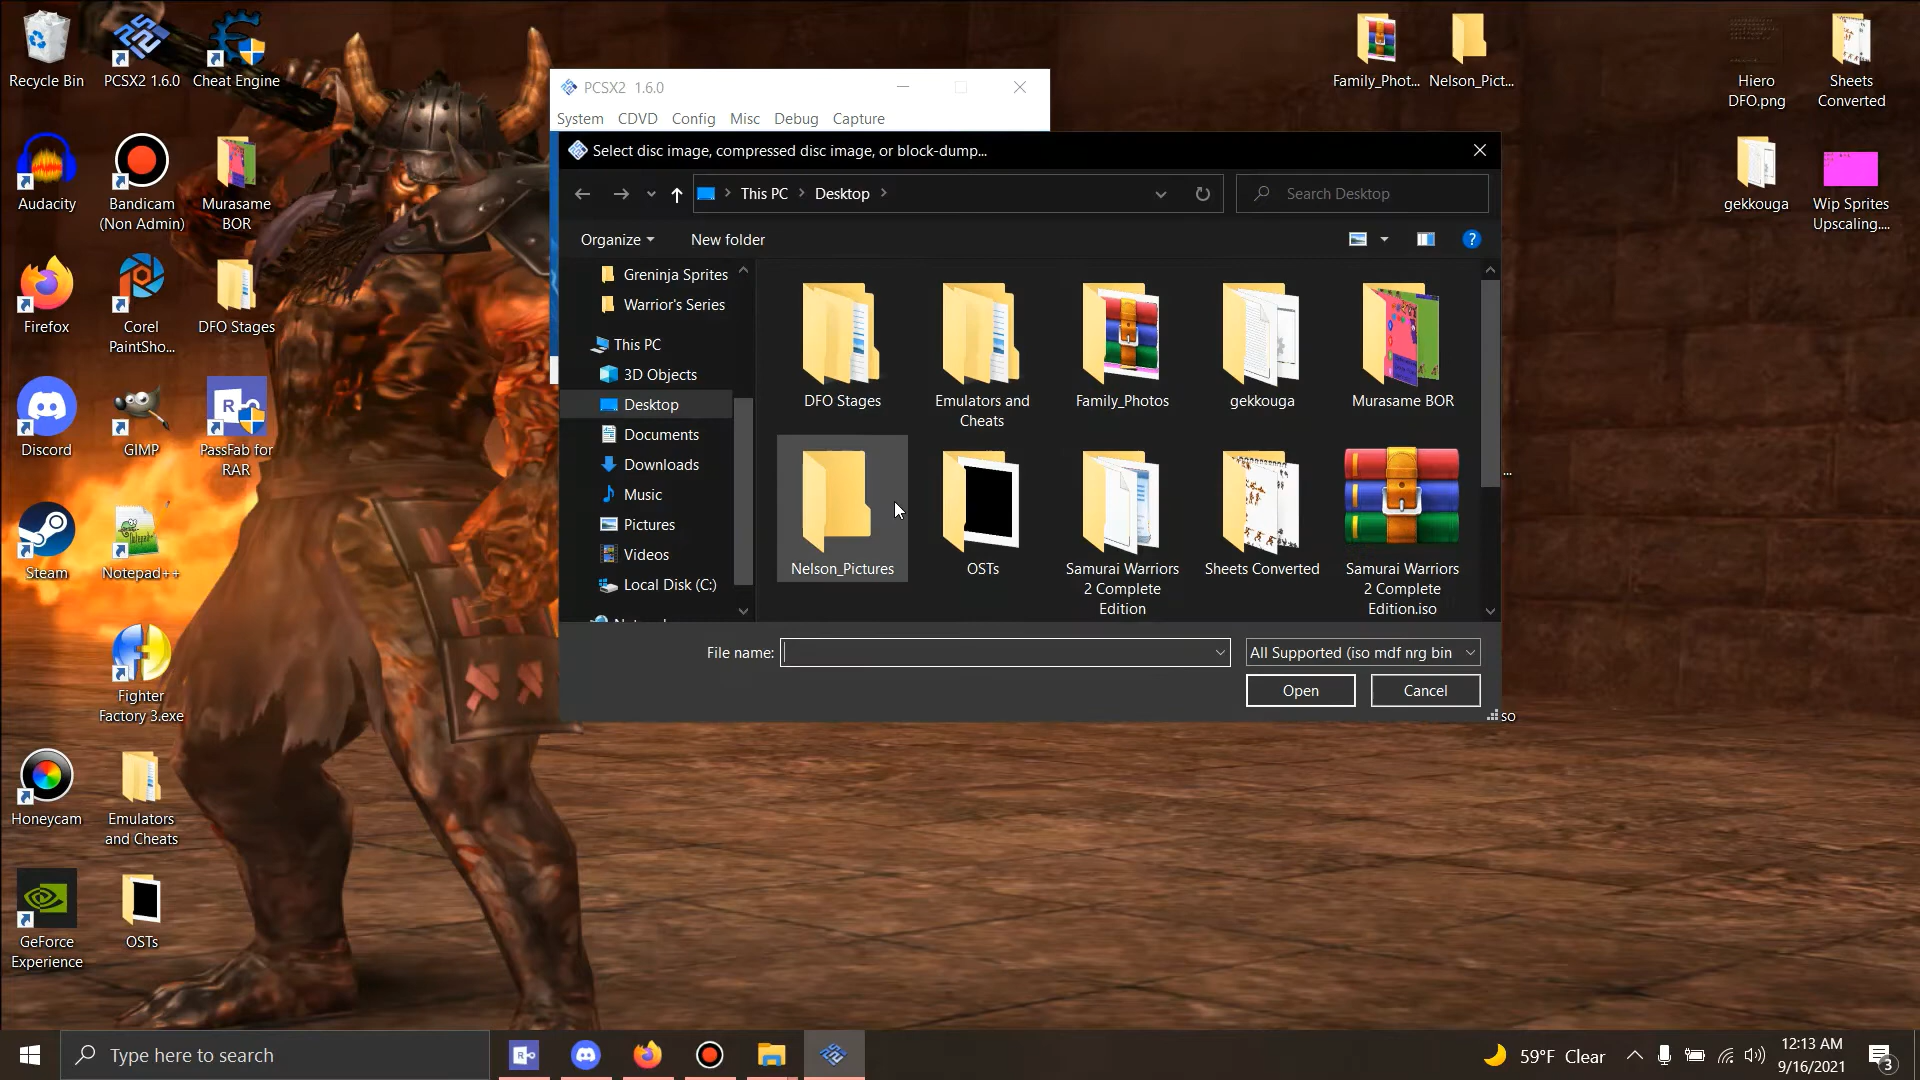 Recycle Bin
PCSX2 1.6.0
Cheat Engine
Family_Phot...
Nelson_Pict...
Hiero
DFO.png
Sheets
Converted
Audacity
Bandicam
(Non Admin)
Murasame
BOR
gekkouga
Wip Sprites
Upscaling....
Firefox
Corel
PaintSho...
DFO Stages
Discord
GIMP
PassFab for
RAR
Steam
Notepad++
Fighter
Factory 3.exe
Honeycam
Emulators
and Cheats
GeForce
Experience
OSTs
PCSX2 1.6.0
System CDVD Config Misc Debug Capture
Select disc image, compressed disc image, or block-dump...
This PC Desktop
Search Desktop
Organize
New folder
Greninja Sprites
Warrior's Series
This PC
3D Objects
Desktop
Documents
Downloads
Music
Pictures
Videos
Local Disk (C:)
DFO Stages
Emulators and
Cheats
Family_Photos
gekkouga
Murasame BOR
Nelson_Pictures
OSTs
Samurai Warriors
2 Complete
Edition
Sheets Converted
Samurai Warriors
2 Complete
Edition.iso
File name:
All Supported (iso mdf nrg bin
Open
Cancel
...
so
Type here to search
59°F Clear
12:13 AM
9/16/2021
3